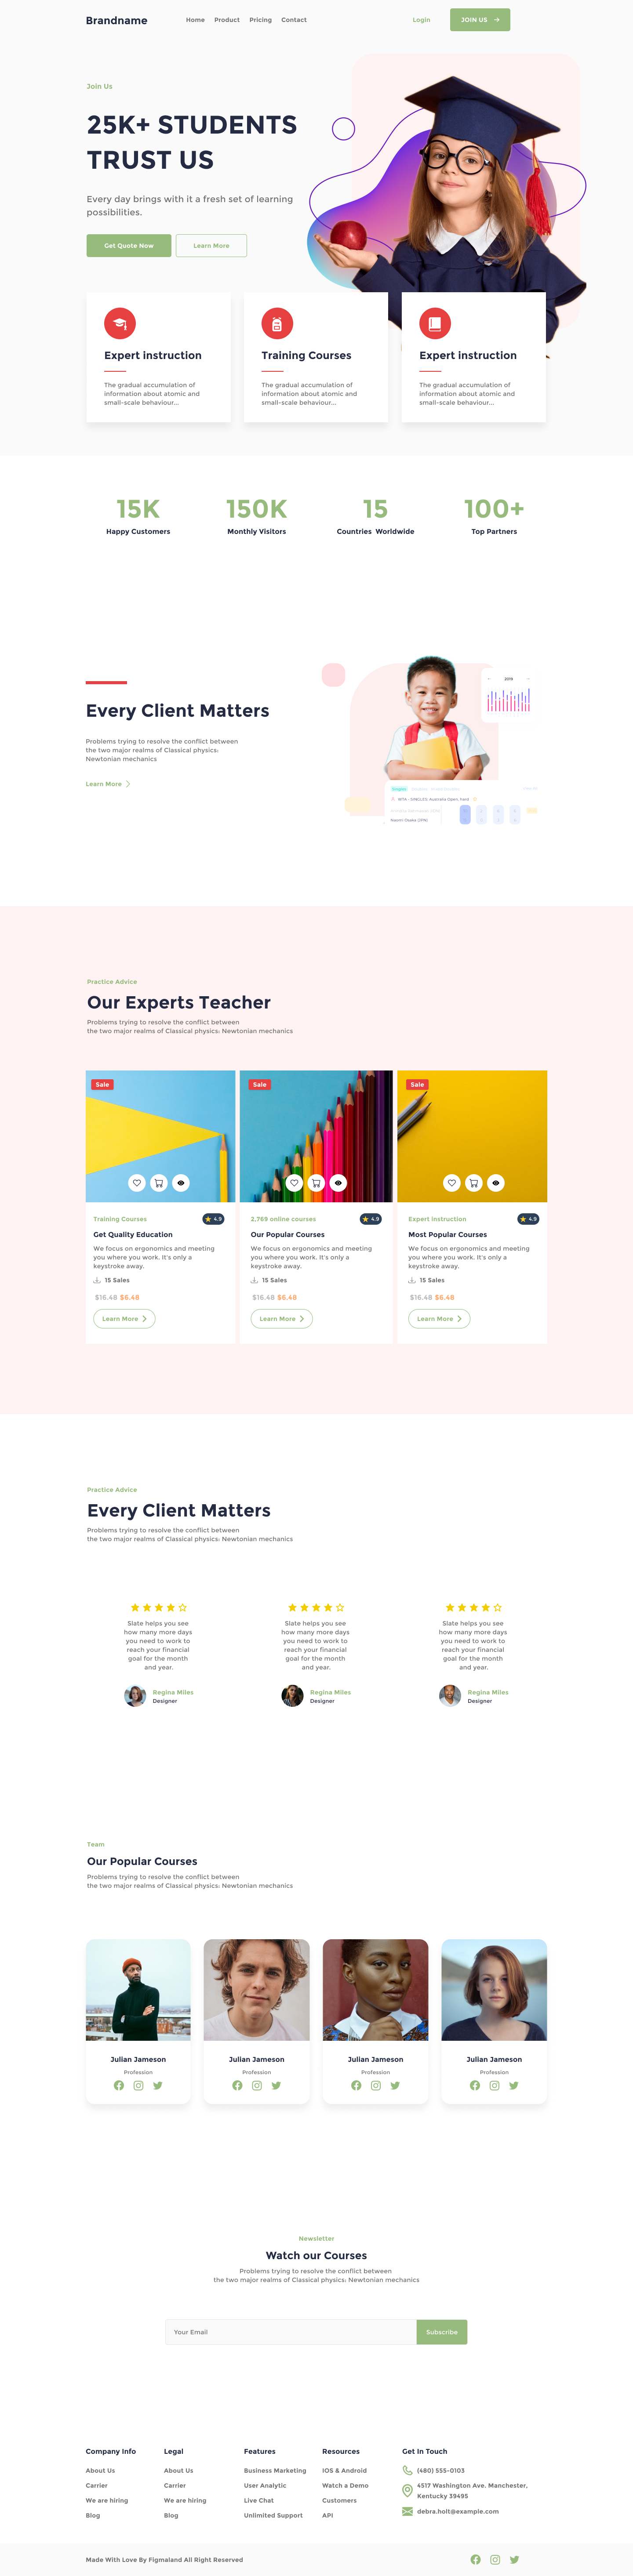 Brandname
Home Product Pricing Contact
Login
JOIN US
Join Us
25K+ STUDENTS
TRUST US
Every day brings with it a fresh set of learning
possibilities.
Get Quote Now
Learn More
Expert instruction
The gradual accumulation of
information about atomic and
small-scale behaviour...
Training Courses
The gradual accumulation of
information about atomic and
small-scale behaviour...
Expert instruction
The gradual accumulation of
information about atomic and
small-scale behaviour...
15K
Happy Customers
150K
Monthly Visitors
15
Countries Worldwide
100+
Top Partners
Every Client Matters
Problems trying to resolve the conflict between
the two major realms of Classical physics:
Newtonian mechanics
Learn More
2019
WTA - SINGLES: Australia Open, hard
Naomi Osaka (JPN)
Practice Advice
Our Experts Teacher
Problems trying to resolve the conflict between
the two major realms of Classical physics: Newtonian mechanics
Sale
Training Courses
4.9
Get Quality Education
We focus on ergonomics and meeting
you where you work. It's only a
keystroke away.
15 Sales
$16.48 $6.48
Learn More
Sale
2,769 online courses
4.9
Our Popular Courses
We focus on ergonomics and meeting
you where you work. It's only a
keystroke away.
15 Sales
$16.48 $6.48
Learn More
Sale
Expert instruction
4.9
Most Popular Courses
We focus on ergonomics and meeting
you where you work. It's only a
keystroke away.
15 Sales
$16.48 $6.48
Learn More
Practice Advice
Every Client Matters
Problems trying to resolve the conflict between
the two major realms of Classical physics: Newtonian mechanics
Slate helps you see
how many more days
you need to work to
reach your financial
goal for the month
and year.
Regina Miles
Designer
Slate helps you see
how many more days
you need to work to
reach your financial
goal for the month
and year.
Regina Miles
Designer
Slate helps you see
how many more days
you need to work to
reach your financial
goal for the month
and year.
Regina Miles
Designer
Team
Our Popular Courses
Problems trying to resolve the conflict between
the two major realms of Classical physics: Newtonian mechanics
Julian Jameson
Profession
Julian Jameson
Profession
Julian Jameson
Profession
Julian Jameson
Profession
Newsletter
Watch our Courses
Problems trying to resolve the conflict between
the two major realms of Classical physics: Newtonian mechanics
Your Email
Subscribe
Company Info
About Us
Carrier
We are hiring
Blog
Legal
About Us
Carrier
We are hiring
Blog
Features
Business Marketing
User Analytic
Live Chat
Unlimited Support
Resources
IOS & Android
Watch a Demo
Customers
API
Get In Touch
(480) 555-0103
4517 Washington Ave. Manchester,
Kentucky 39495
debra.holt@example.com
Made With Love By Figmaland All Right Reserved